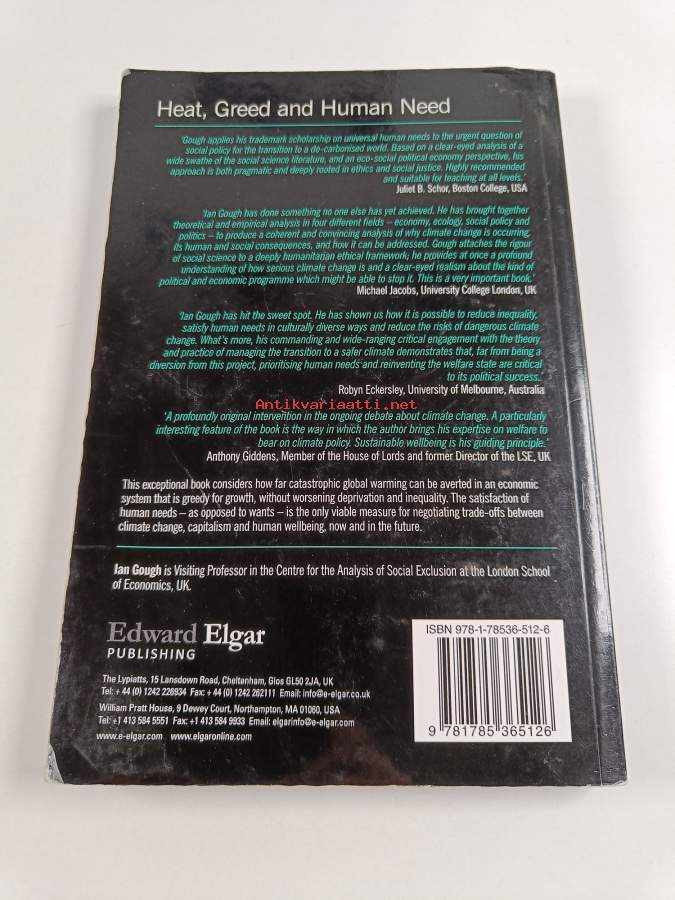 Heat, Greed and Human Need
'Gough applies his trademark scholarship on universal human needs to the urgent question of
social policy for the transition to a de-carbonised world. Based on a clear-eyed analysis of a
wide swathe of the social science literature, and an eco-social political economy perspective, his
approach is both pragmatic and deeply rooted in ethics and social justice. Highly recommended
and suitable for teaching at all levels.'
Juliet B. Schor, Boston College, USA
'Ian Gough has done something no one else has yet achieved. He has brought together
theoretical and empirical analysis in four different fields – economy, ecology, social policy and
politics – to produce a coherent and convincing analysis of why climate change is occurring,
its human and social consequences, and how it can be addressed. Gough attaches the rigour
of social science to a deeply humanitarian ethical framework; he provides at once a profound
understanding of how serious climate change is and a clear-eyed realism about the kind of
political and economic programme which might be able to stop it. This is a very important book.'
Michael Jacobs, University College London, UK
'Ian Gough has hit the sweet spot. He has shown us how it is possible to reduce inequality,
satisfy human needs in culturally diverse ways and reduce the risks of dangerous climate
change. What's more, his commanding and wide-ranging critical engagement with the theory
and practice of managing the transition to a safer climate demonstrates that, far from being a
diversion from this project, prioritising human needs and reinventing the welfare state are critical
to its political success.'
Robyn Eckersley, University of Melbourne, Australia
Antikvariaatti.net
'A profoundly original intervention in the ongoing debate about climate change. A particularly
interesting feature of the book is the way in which the author brings his expertise on welfare to
bear on climate policy. Sustainable wellbeing is his guiding principle.'
Anthony Giddens, Member of the House of Lords and former Director of the LSE, UK
This exceptional book considers how far catastrophic global warming can be averted in an economic
system that is greedy for growth, without worsening deprivation and inequality. The satisfaction of
human needs – as opposed to wants – is the only viable measure for negotiating trade-offs between
climate change, capitalism and human wellbeing, now and in the future.
Ian Gough is Visiting Professor in the Centre for the Analysis of Social Exclusion at the London School
of Economics, UK.
Edward Elgar
PUBLISHING
The Lypiatts, 15 Lansdown Road, Cheltenham, Glos GL50 2JA, UK
Tel: + 44 (0) 1242 226934 Fax: + 44 (0) 1242 262111 Email: info@e-elgar.co.uk
William Pratt House, 9 Dewey Court, Northampton, MA 01060, USA
Tel: +1 413 584 5551 Fax: +1 413 584 9933 Email: elgarinfo@e-elgar.com
www.e-elgar.com www.elgaronline.com
ISBN 978-1-78536-512-6
9 781785 365126